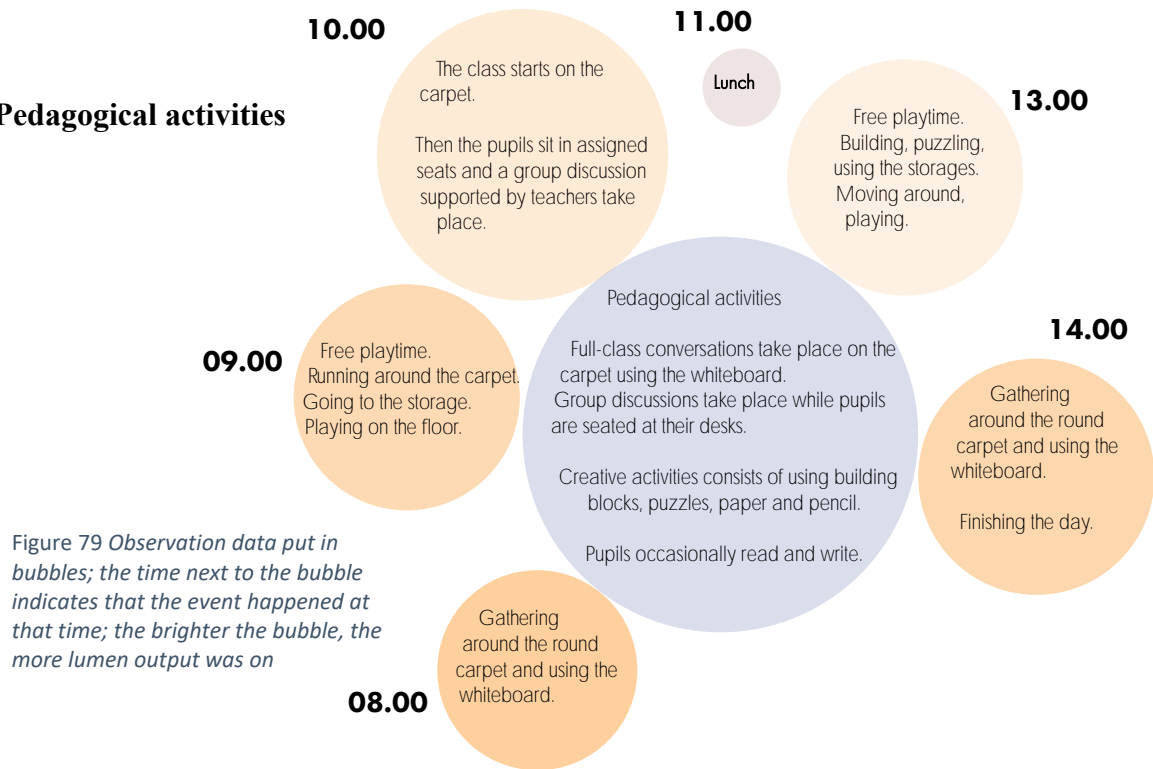 Pedagogical activities
10.00
The class starts on the
carpet.
Then the pupils sit in assigned
seats and a group discussion
supported by teachers take
place.
11.00
Lunch
13.00
Free playtime.
Building, puzzling,
using the storages.
Moving around,
playing.
09.00
Free playtime.
Running around the carpet.
Going to the storage.
Playing on the floor.
Pedagogical activities
Full-class conversations take place on the
carpet using the whiteboard.
Group discussions take place while pupils
are seated at their desks.
Creative activities consists of using building
blocks, puzzles, paper and pencil.
Pupils occasionally read and write.
14.00
Gathering
around the round
carpet and using the
whiteboard.
Finishing the day.
Figure 79 Observation data put in
bubbles; the time next to the bubble
indicates that the event happened at
that time; the brighter the bubble, the
more lumen output was on
08.00
Gathering
around the round
carpet and using the
whiteboard.